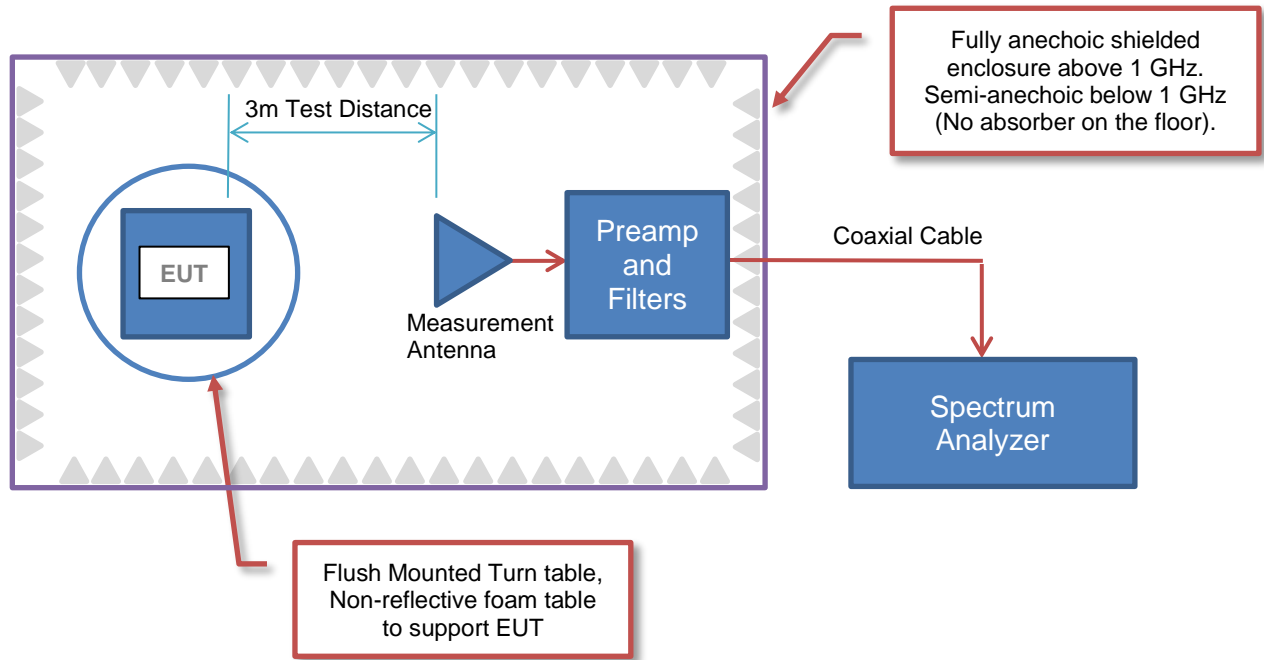 Fully anechoic shielded
enclosure above 1 GHz.
Semi-anechoic below 1 GHz
(No absorber on the floor).
3m Test Distance
EUT
Measurement
Antenna
Preamp
and
Filters
Coaxial Cable
Spectrum
Analyzer
Flush Mounted Turn table,
Non-reflective foam table
to support EUT